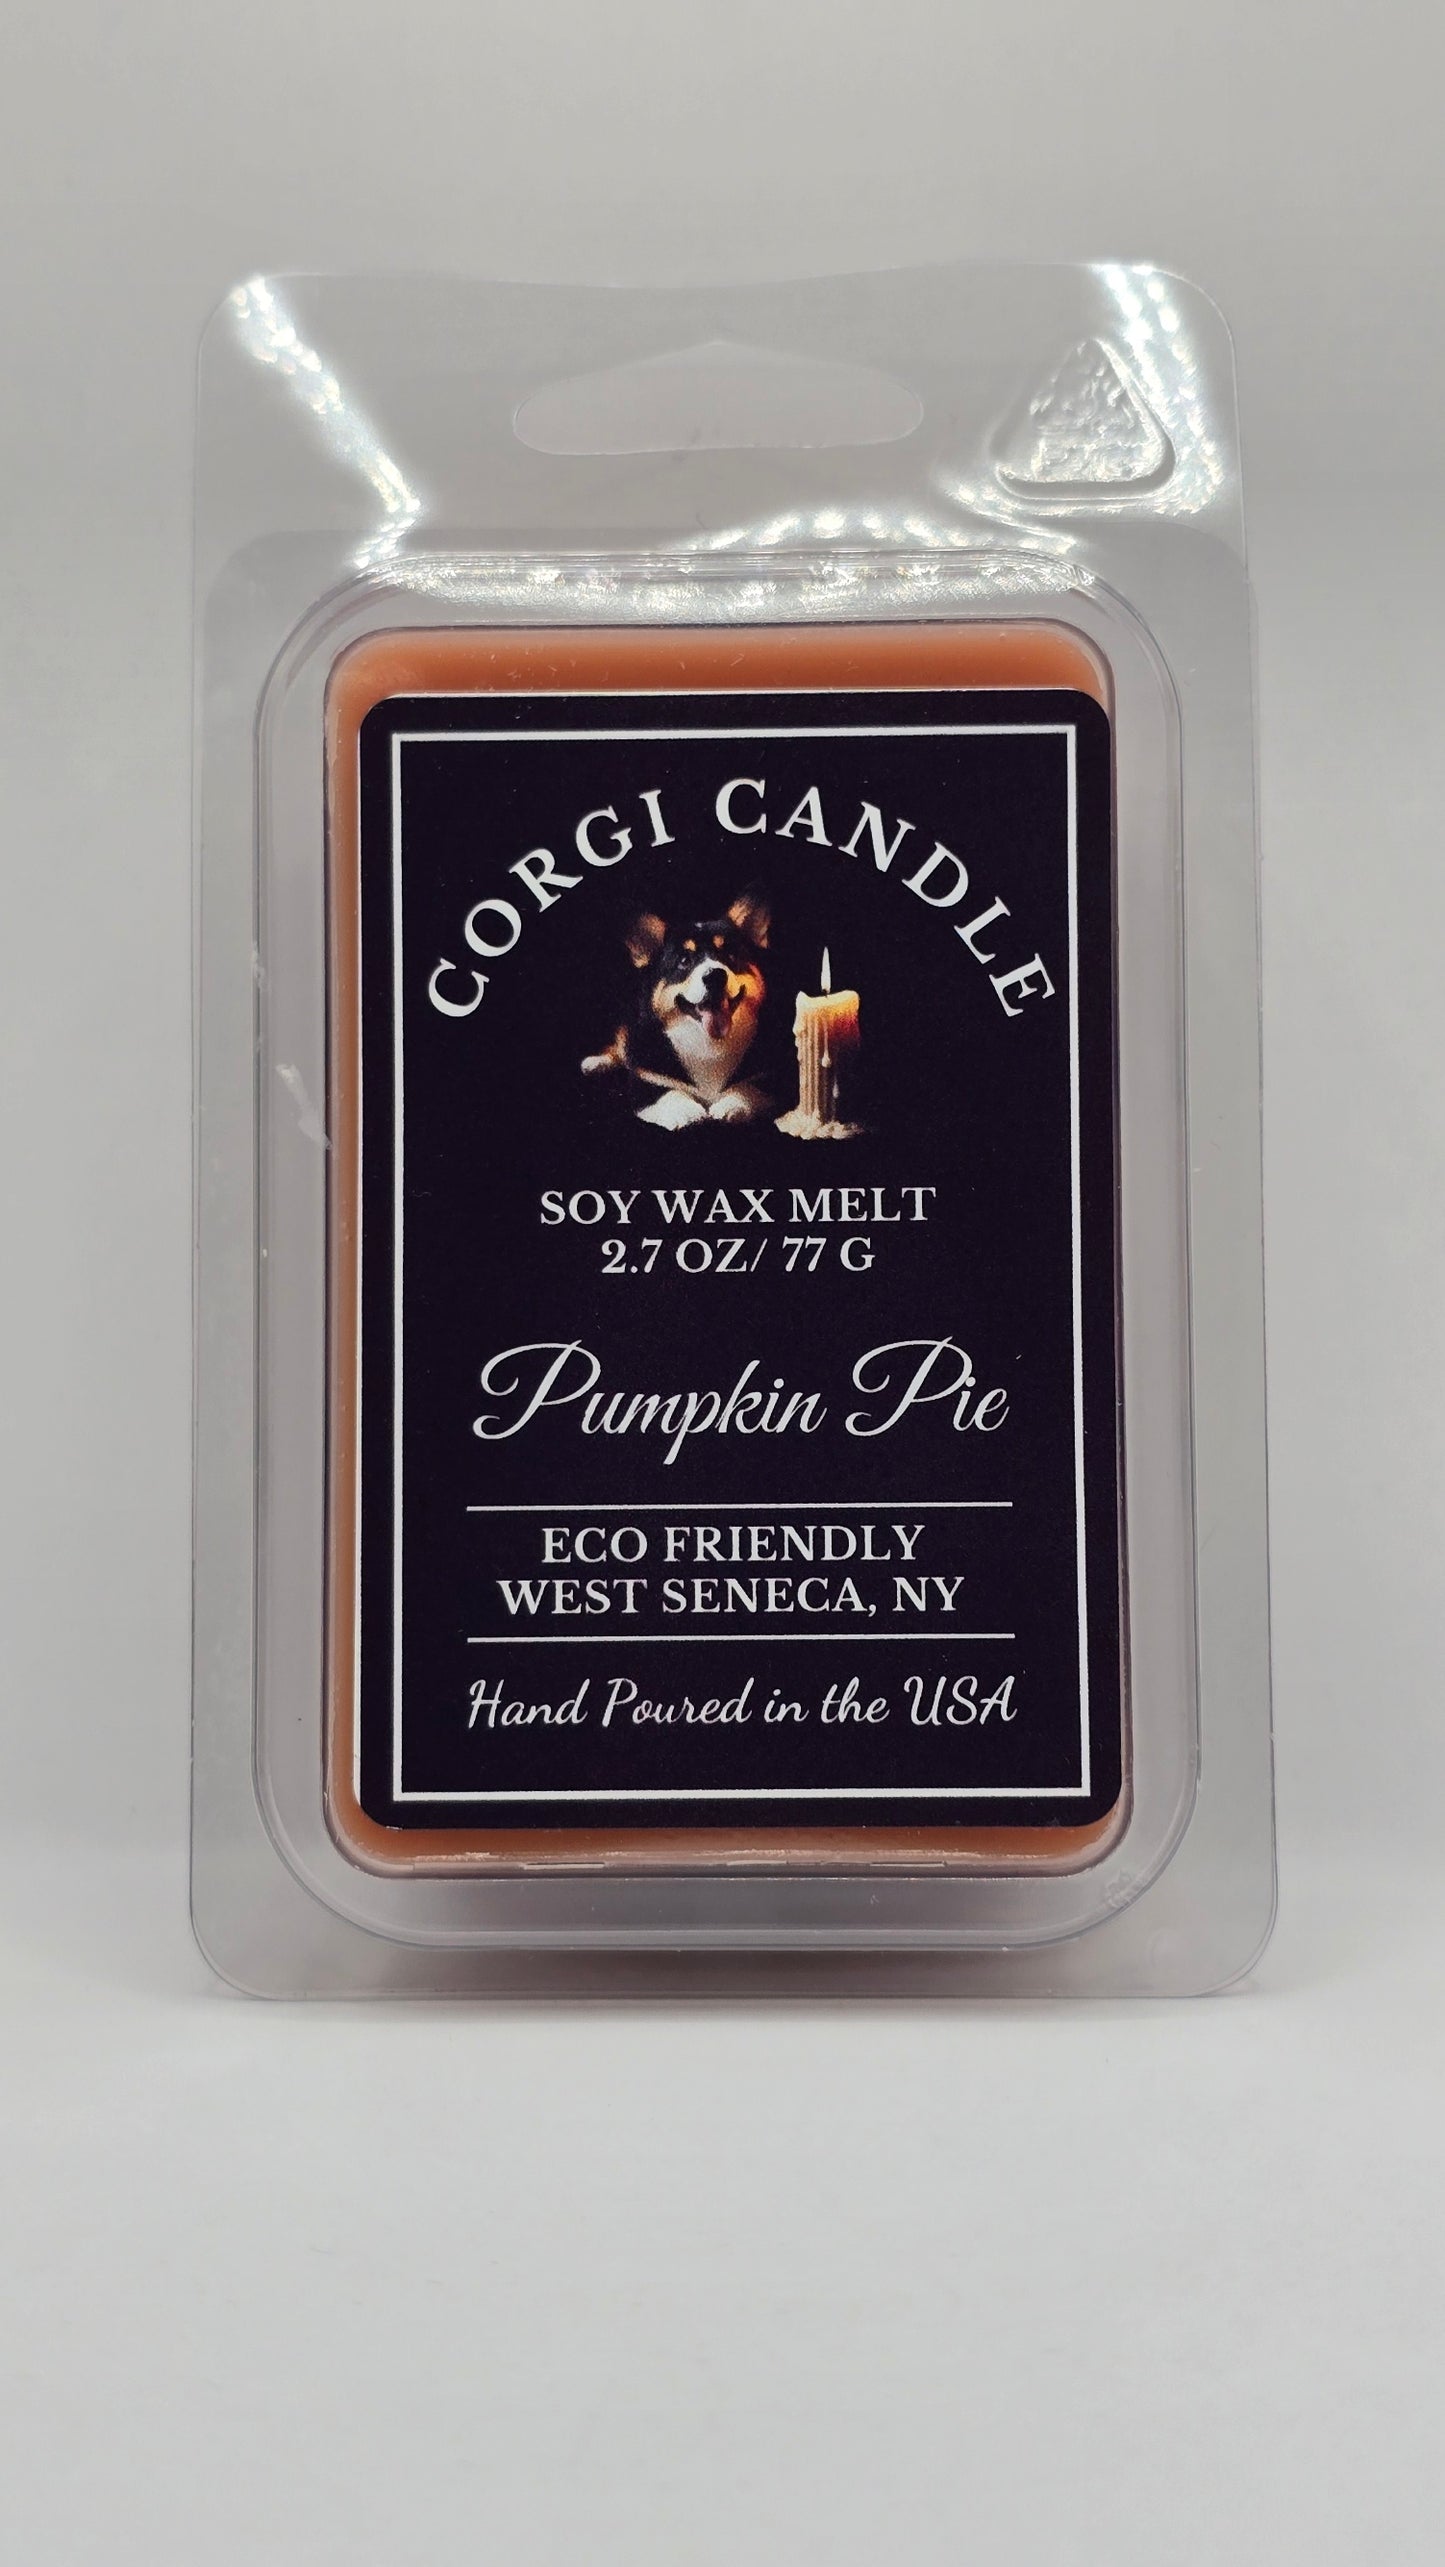 CORGI CANDLE
SOY WAX MELT
2.7 OZ/ 77 G
Pumpkin Pie
ECO FRIENDLY
WEST SENECA, NY
Hand Poured in the USA